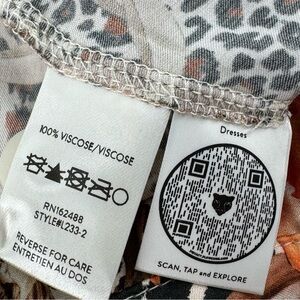 100% VISCOSE/VISCOSE
RN162488
STYLE#L233-2
REVERSE FOR CARE
ENTRETIEN AU DOS
Dresses
SCAN, TAP and EXPLORE